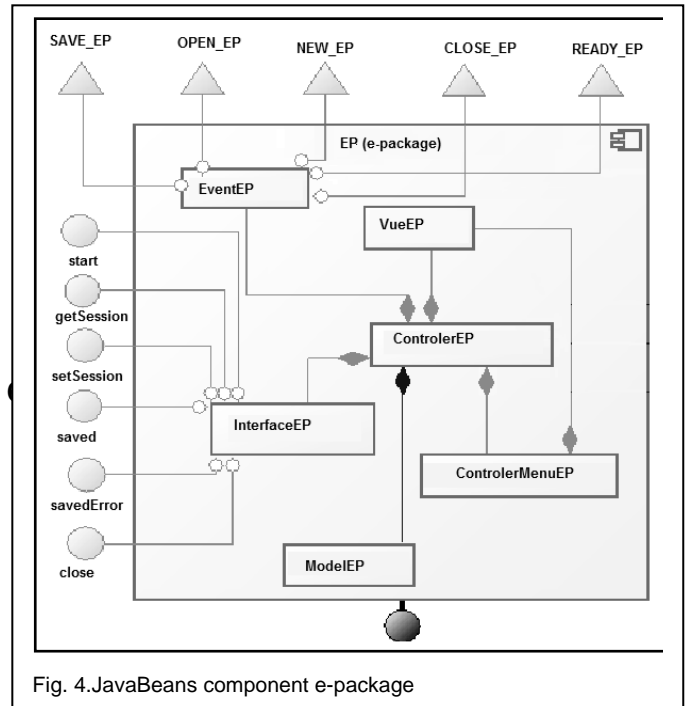 SAVE_EP
OPEN_EP
NEW_EP
CLOSE_EP
READY_EP
EP (e-package)
EventEP
VueEP
start
getSession
ControlerEP
setSession
saved
InterfaceEP
savedError
ControlerMenuEP
close
ModelEP
Fig. 4.JavaBeans component e-package